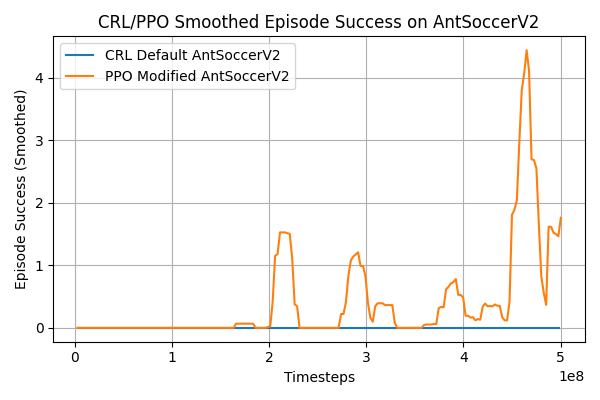 CRL/PPO Smoothed Episode Success on AntSoccerV2
CRL Default AntSoccerV2
PPO Modified AntSoccerV2
Episode Success (Smoothed)
4
3
2
1
0
0 1 2 3 4 5
1e8
Timesteps